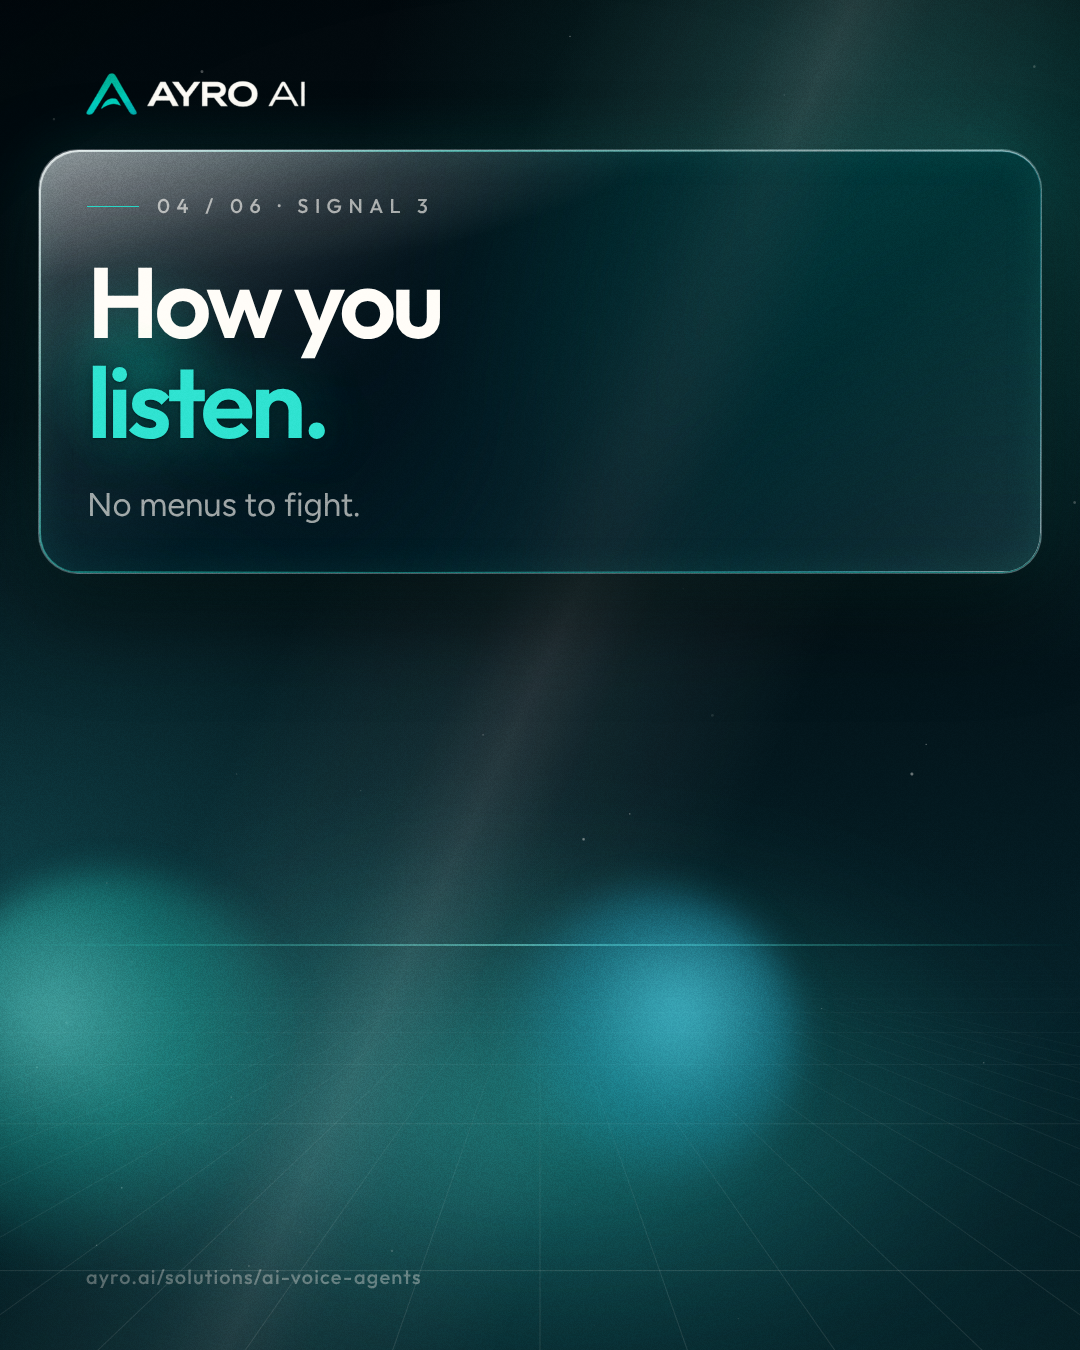 AYRO AI
04 / 06 · SIGNAL 3
How you
listen.
No menus to fight.
ayro.ai/solutions/ai-voice-agents